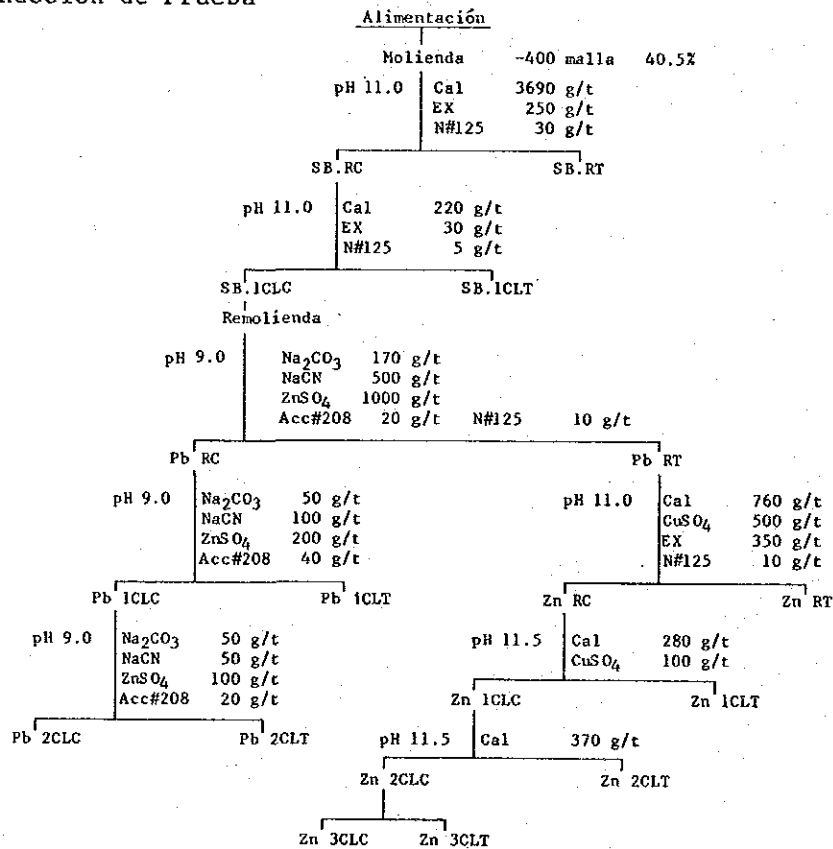 Alimentación
Molienda -400 malla 40.5%
pH 11.0 Cal 3690 g/t
EX 250 g/t
N#125 30 g/t
SB.RC SB.RT
pH 11.0 Cal 220 g/t
EX 30 g/t
N#125 5 g/t
SB.1CLC SB.1CLT
Remolienda
pH 9.0 Na2CO3 170 g/t
NaCN 500 g/t
ZnSO4 1000 g/t
Acc#208 20 g/t N#125 10 g/t
Pb RC Pb RT
pH 9.0 Na2CO3 50 g/t pH 11.0 Cal 760 g/t
NaCN 100 g/t CuSO4 500 g/t
ZnSO4 200 g/t EX 350 g/t
Acc#208 40 g/t N#125 10 g/t
Pb 1CLC Pb 1CLT Zn RC Zn RT
pH 9.0 Na2CO3 50 g/t pH 11.5 Cal 280 g/t
NaCN 50 g/t CuSO4 100 g/t
ZnSO4 100 g/t
Acc#208 20 g/t Zn 1CLC Zn 1CLT
Pb 2CLC Pb 2CLT pH 11.5 Cal 370 g/t
Zn 2CLC Zn 2CLT
Zn 3CLC Zn 3CLT